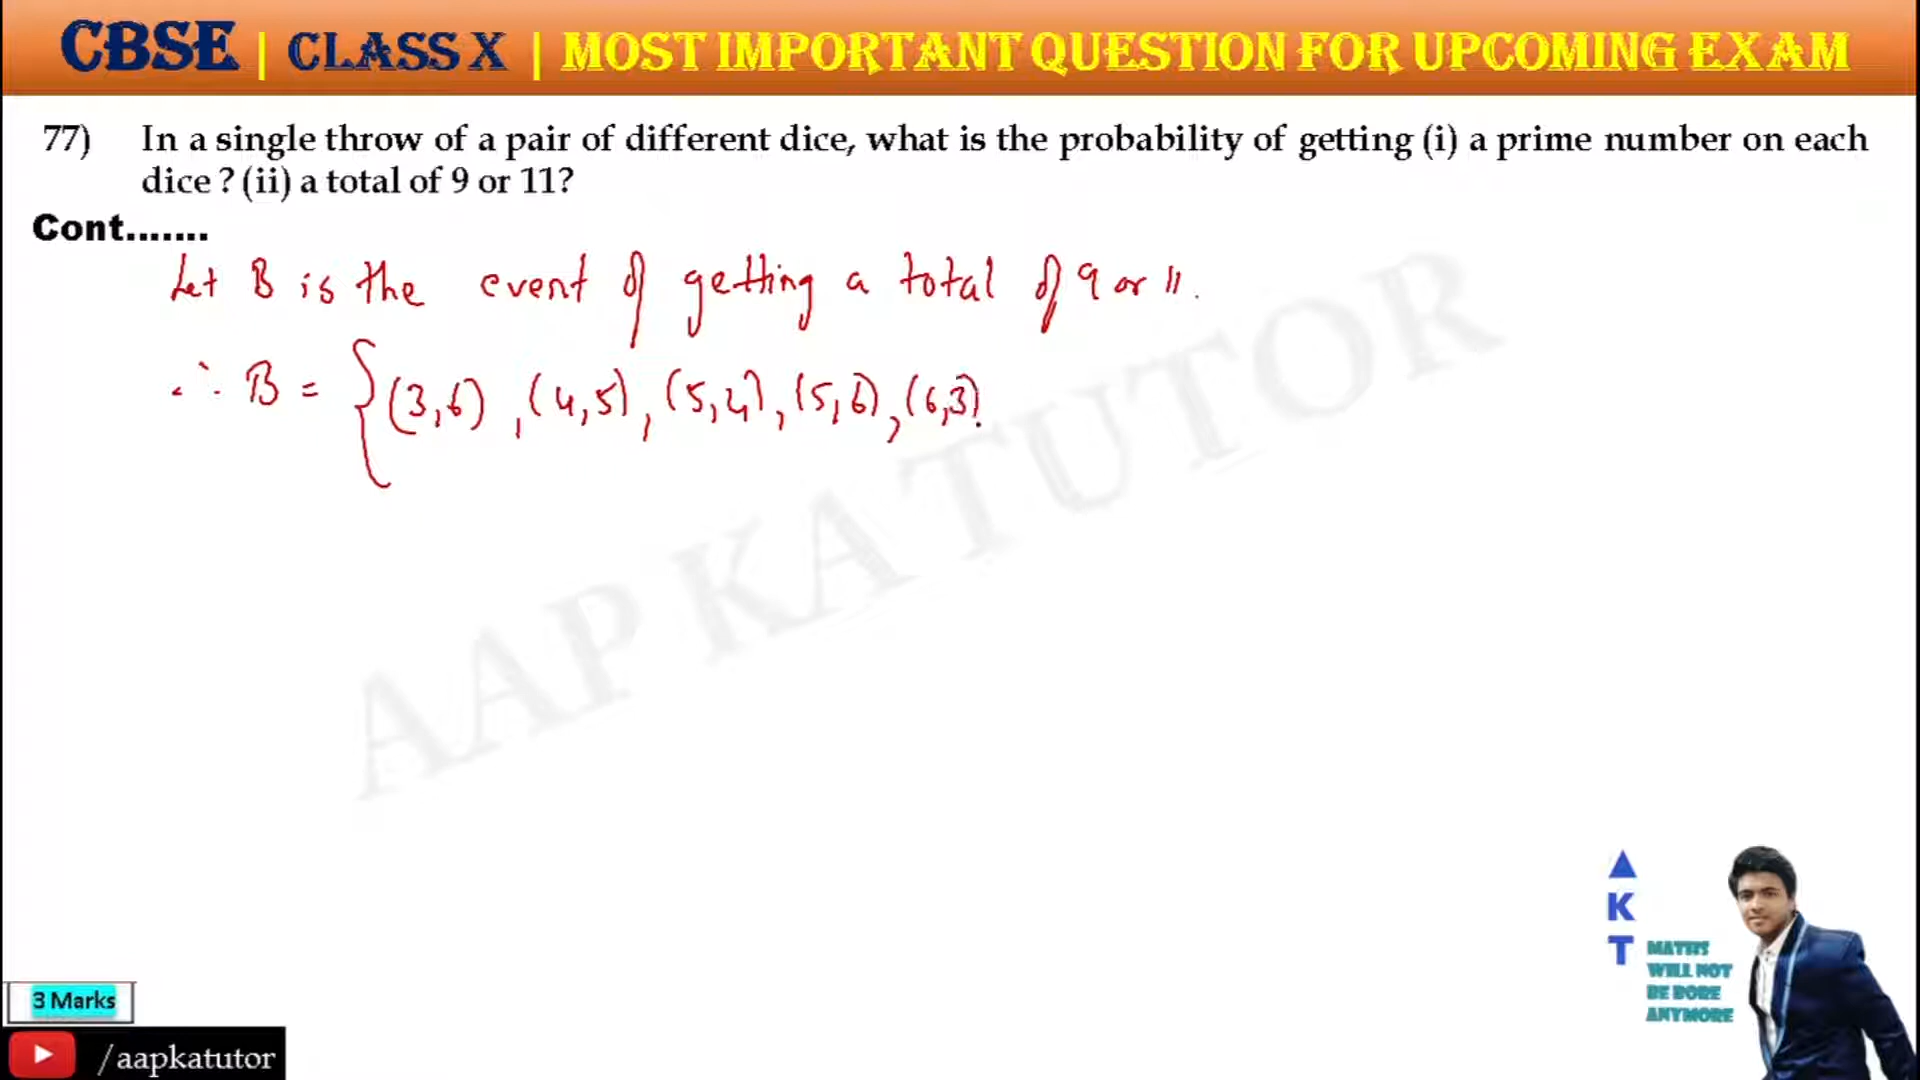 CBSE | CLASS X | MOST IMPORTANT QUESTION FOR UPCOMING EXAM
77) In a single throw of a pair of different dice, what is the probability of getting (i) a prime number on each
dice ? (ii) a total of 9 or 11?
Cont.......
Let B is the event of getting a total of 9 or 11.
∴ B = {(3,6), (4,5), (5,4), (5,6), (6,3)
AAP KA TUTOR
AKT
MATHS
WILL NOT
BE BORE
ANYMORE
3 Marks
/aapkatutor